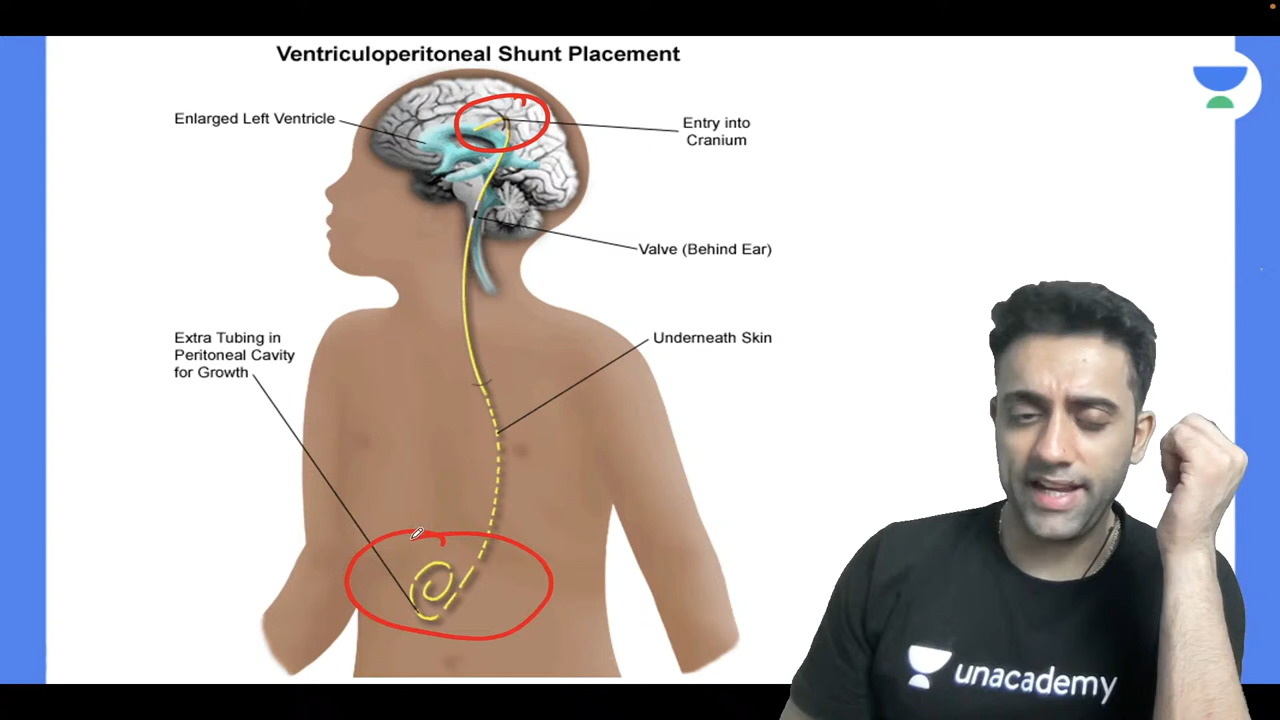 Ventriculoperitoneal Shunt Placement
Enlarged Left Ventricle
Entry into
Cranium
Valve (Behind Ear)
Extra Tubing in
Peritoneal Cavity
for Growth
Underneath Skin
unacademy